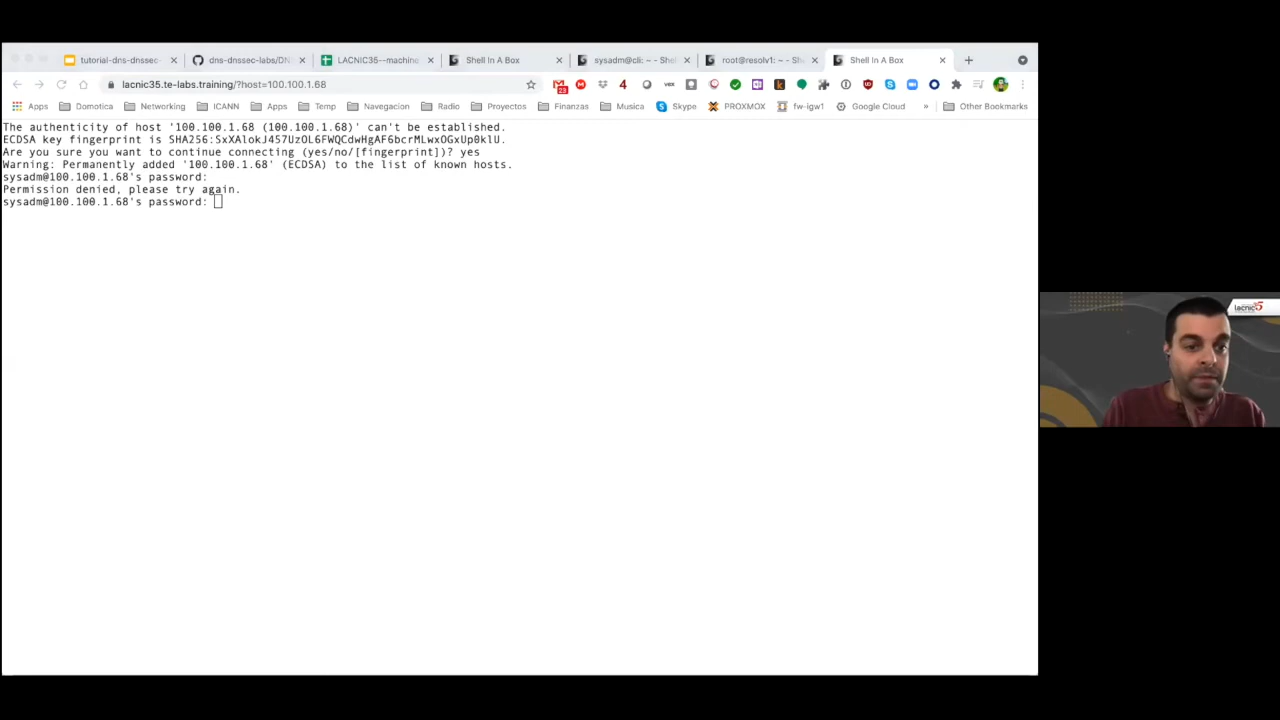 tutorial-dns-dnssec- dns-dnssec-labs/DN LACNIC35--machine Shell In A Box sysadm@cli: ~ - She root@resolv1: ~ - She Shell In A Box
lacnic35.te-labs.training/?host=100.100.1.68
23 4 vex
Apps Domotica Networking ICANN Apps Temp Navegacion Radio Proyectos Finanzas Musica Skype PROXMOX fw-igw1 Google Cloud » Other Bookmarks
The authenticity of host '100.100.1.68 (100.100.1.68)' can't be established.
ECDSA key fingerprint is SHA256:SxXAlokJ457UzOL6FWQCdwHgAF6bcrMLwxOGxUp0klU.
Are you sure you want to continue connecting (yes/no/[fingerprint])? yes
Warning: Permanently added '100.100.1.68' (ECDSA) to the list of known hosts.
sysadm@100.100.1.68's password:
Permission denied, please try again.
sysadm@100.100.1.68's password:
lacnic35